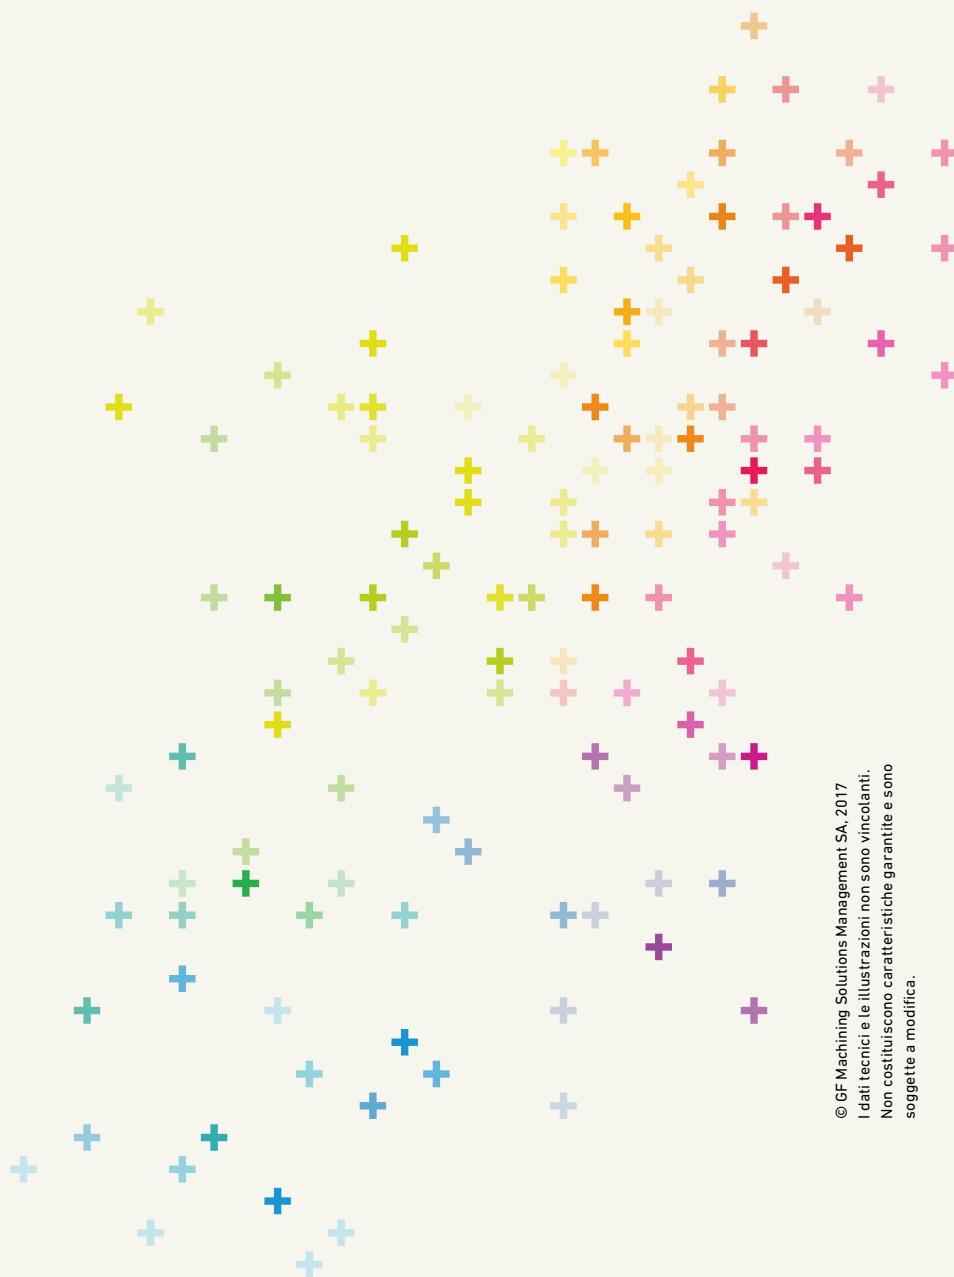 © GF Machining Solutions Management SA, 2017
I dati tecnici e le illustrazioni non sono vincolanti.
Non costituiscono caratteristiche garantite e sono
soggette a modifica.